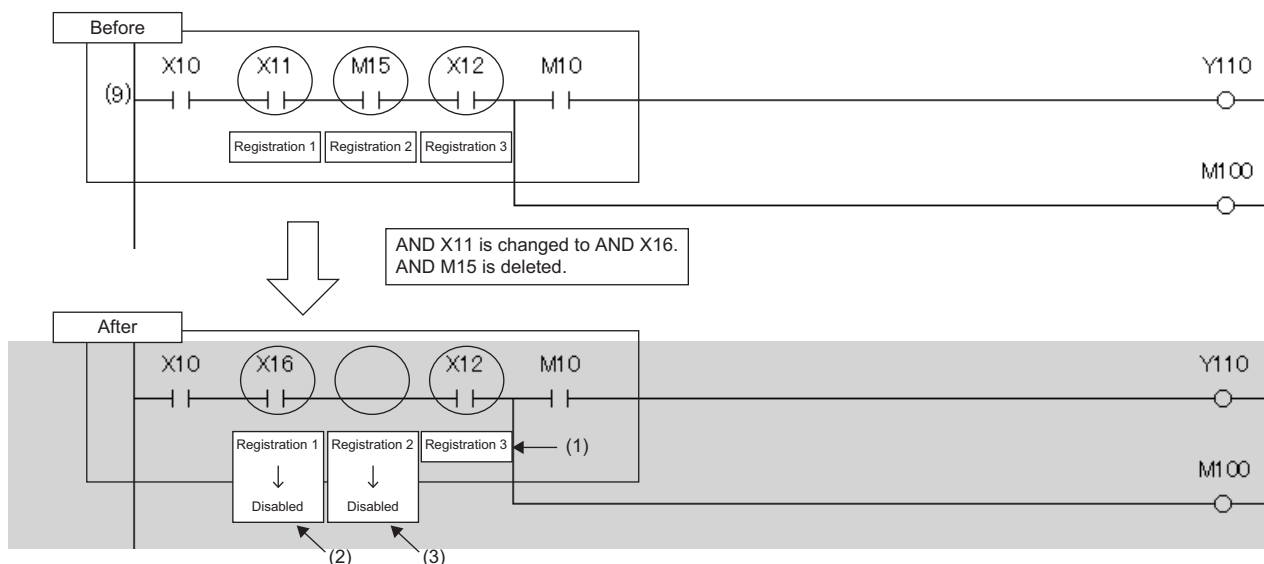 Before
X10 X11 M15 X12 M10 Y110
(9)
Registration 1 Registration 2 Registration 3
M100
AND X11 is changed to AND X16.
AND M15 is deleted.
After
X10 X16 X12 M10 Y110
Registration 1 Registration 2 Registration 3 (1)
↓ ↓
M100
Disabled Disabled
(2) (3)